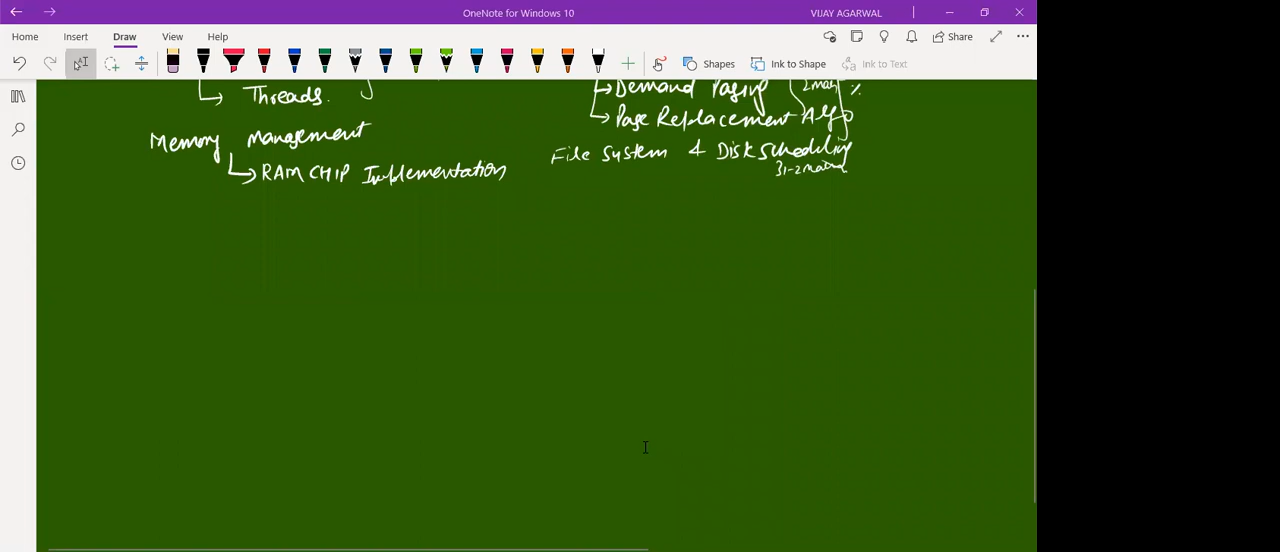 OneNote for Windows 10
VIJAY AGARWAL
Home Insert Draw View Help
Share
Shapes
Ink to Shape
Ink to Text
Threads.
Memory Management
RAM CHIP Implementation
Demand Paging
Page Replacement Algo
File System & Disk Scheduling